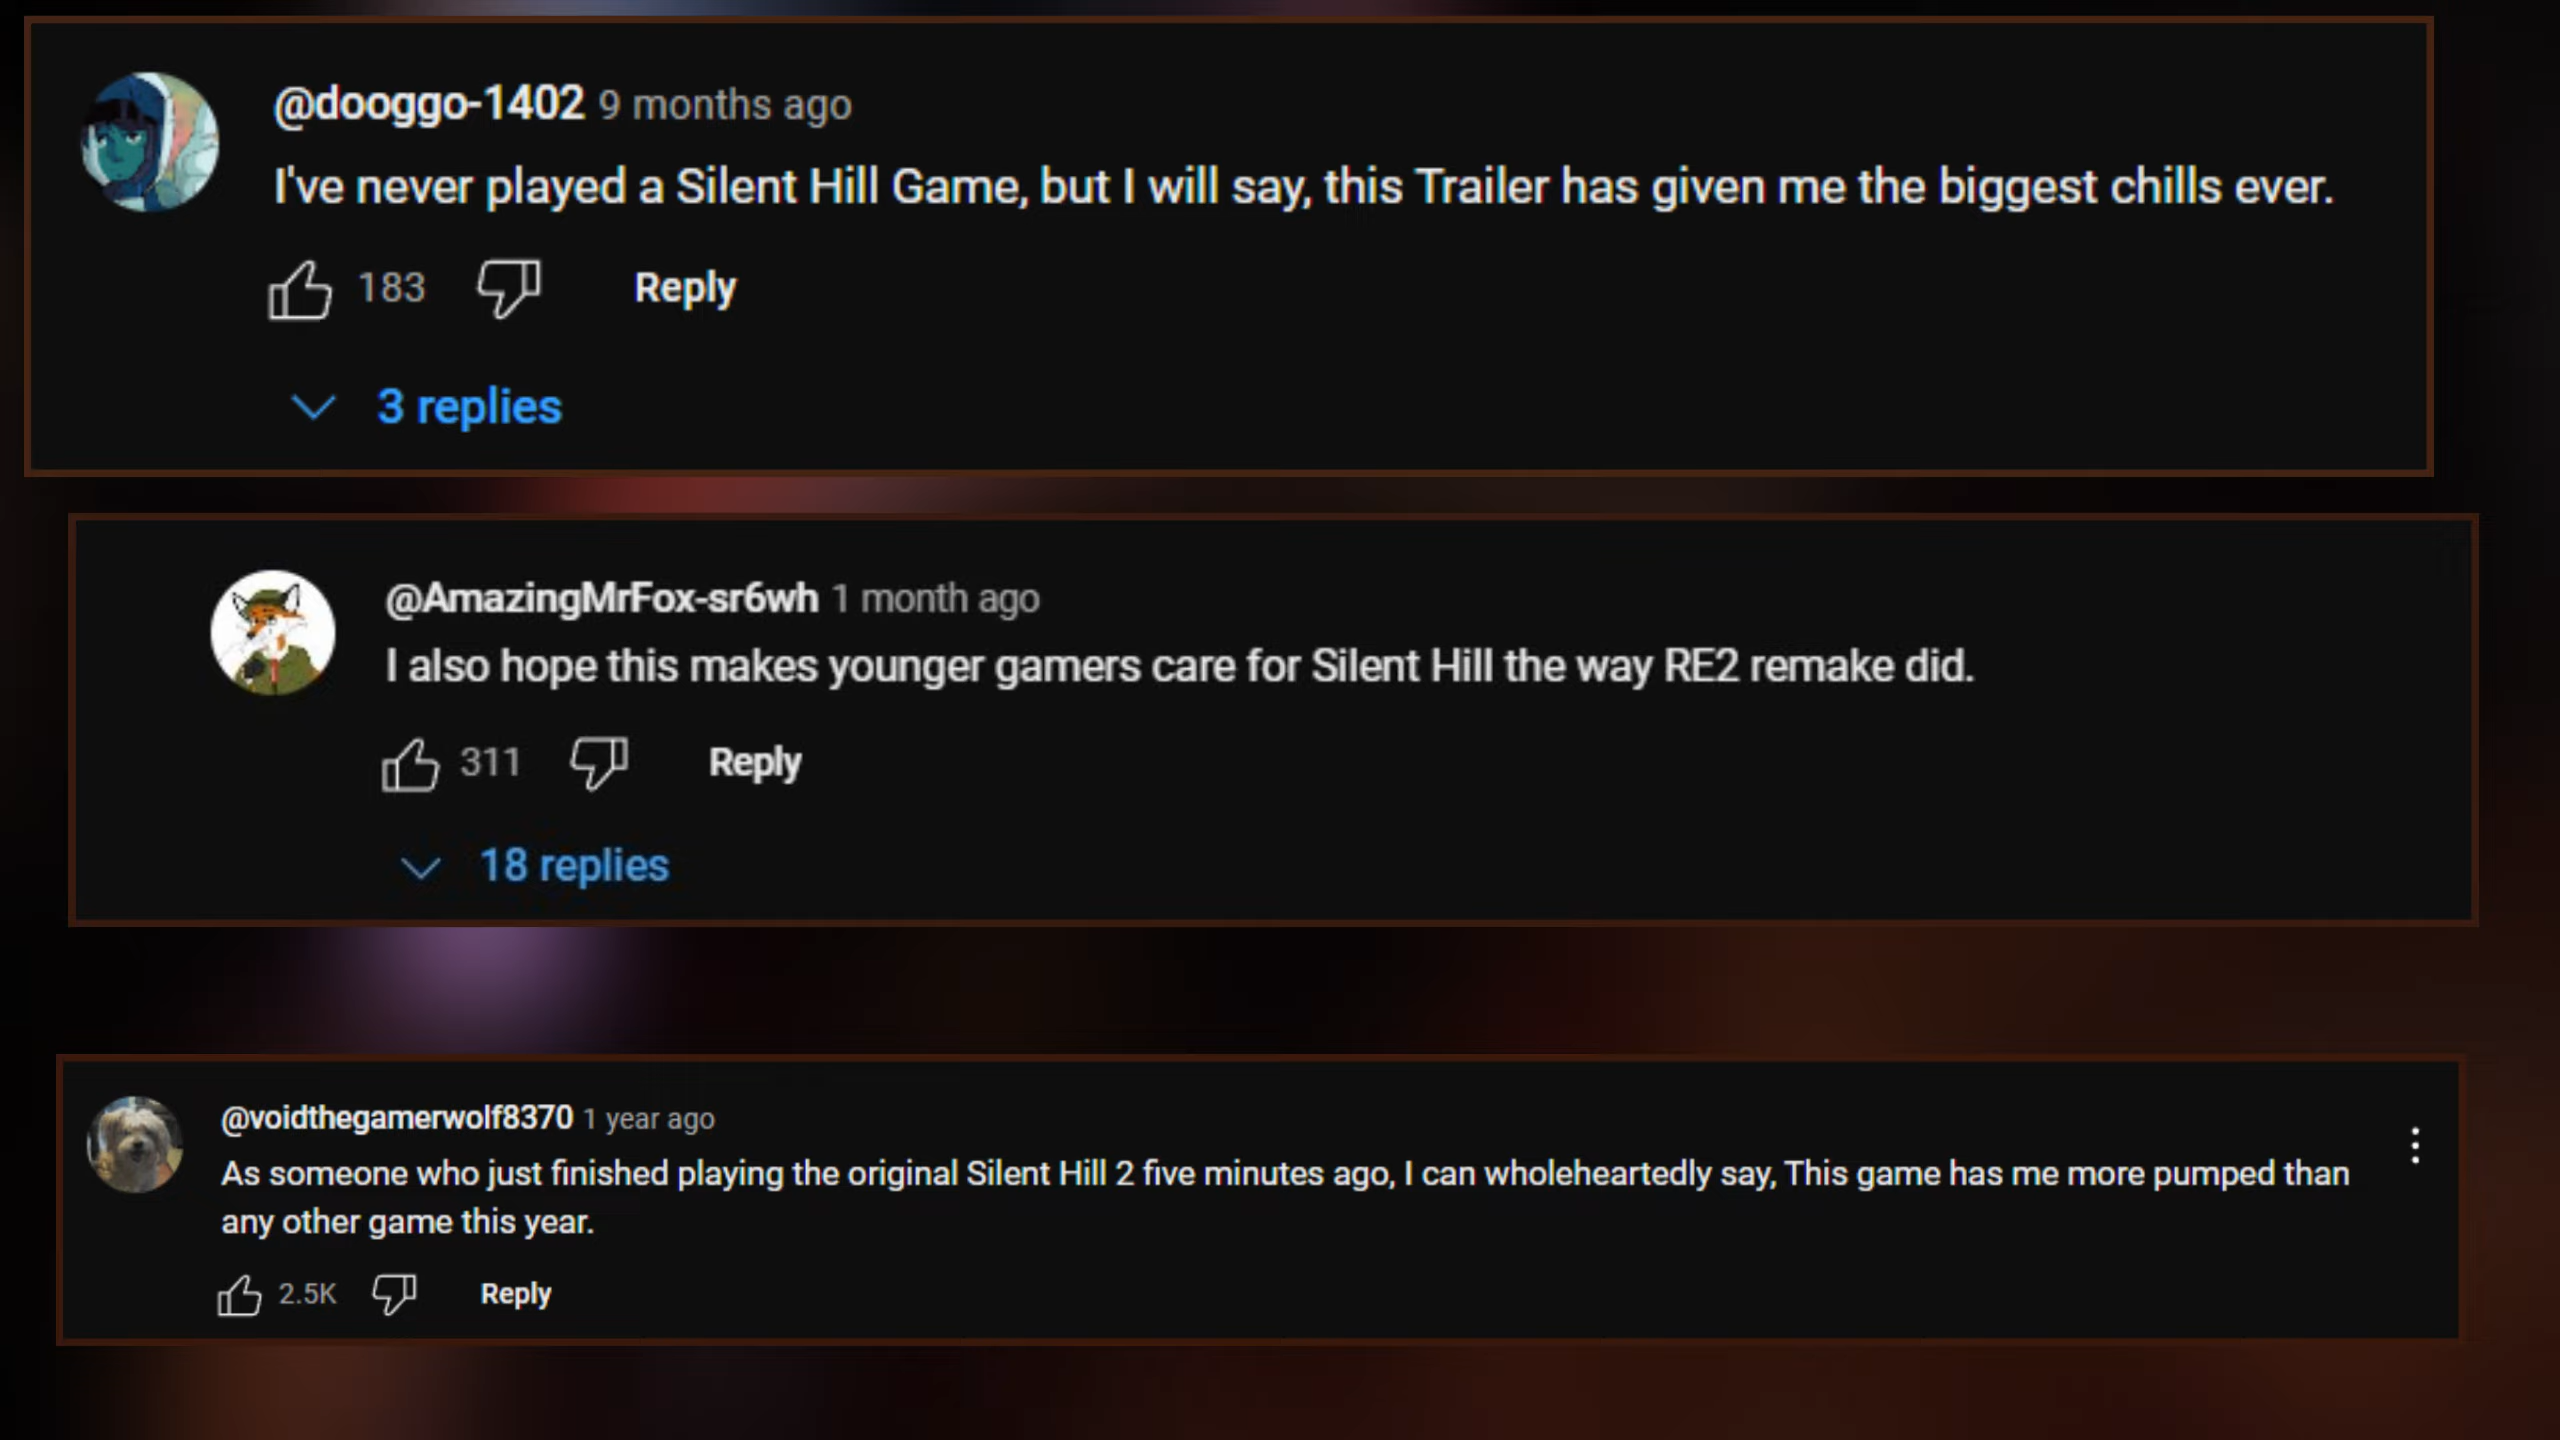 @dooggo-1402 9 months ago
I've never played a Silent Hill Game, but I will say, this Trailer has given me the biggest chills ever.
183 Reply
3 replies
@AmazingMrFox-sr6wh 1 month ago
I also hope this makes younger gamers care for Silent Hill the way RE2 remake did.
311 Reply
18 replies
@voidthegamerwolf8370 1 year ago
As someone who just finished playing the original Silent Hill 2 five minutes ago, I can wholeheartedly say, This game has me more pumped than
any other game this year.
2.5K Reply